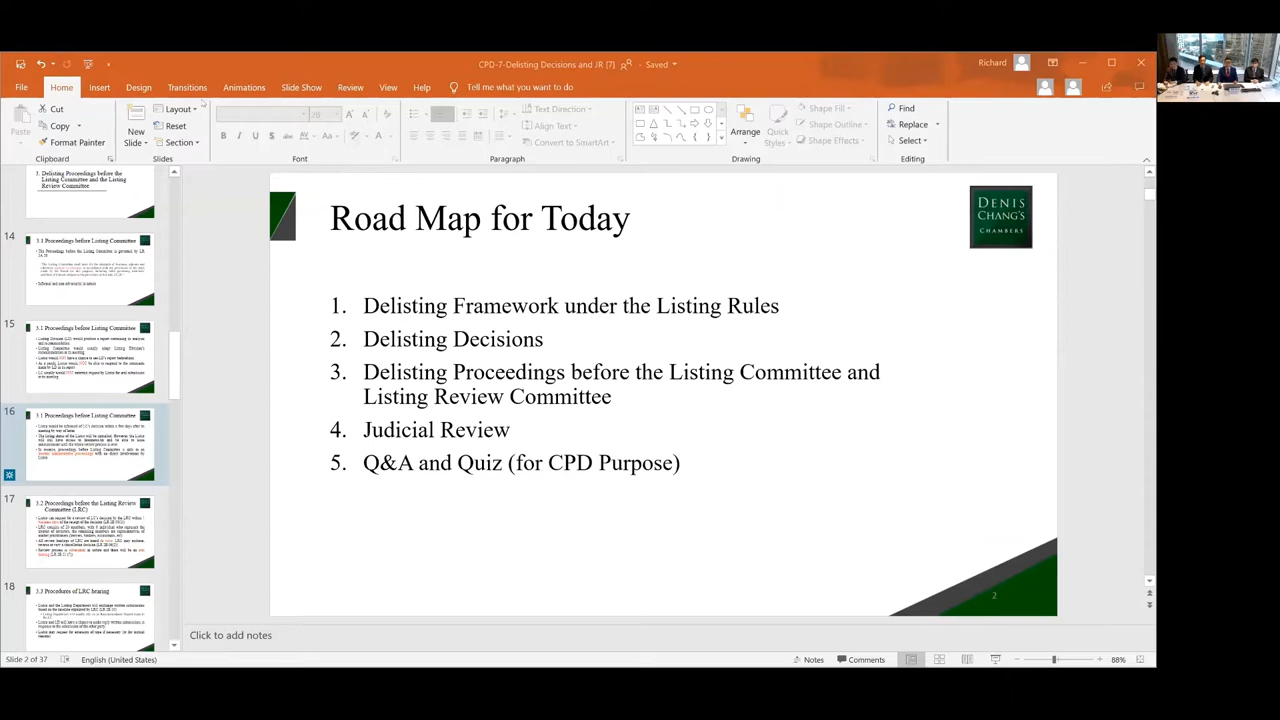 CPD-7-Delisting Decisions and JR [7] - Saved
Richard
File Home Insert Design Transitions Animations Slide Show Review View Help Tell me what you want to do
Paste
Cut
Copy
Format Painter
Clipboard
New Slide
Layout
Reset
Section
Slides
28
Font
Text Direction
Align Text
Convert to SmartArt
Paragraph
Arrange
Quick Styles
Shape Fill
Shape Outline
Shape Effects
Drawing
Find
Replace
Select
Editing
3. Delisting Proceedings before the
Listing Committee and the Listing
Review Committee
14
3.1 Proceedings before Listing Committee
15
3.1 Proceedings before Listing Committee
16
3.1 Proceedings before Listing Committee
17
3.2 Proceedings before the Listing Review
Committee (LRC)
18
3.3 Procedures of LRC hearing
Road Map for Today
DENIS
CHANG'S
CHAMBERS
1. Delisting Framework under the Listing Rules
2. Delisting Decisions
3. Delisting Proceedings before the Listing Committee and
Listing Review Committee
4. Judicial Review
5. Q&A and Quiz (for CPD Purpose)
2
Click to add notes
Slide 2 of 37 English (United States) Notes Comments 88%